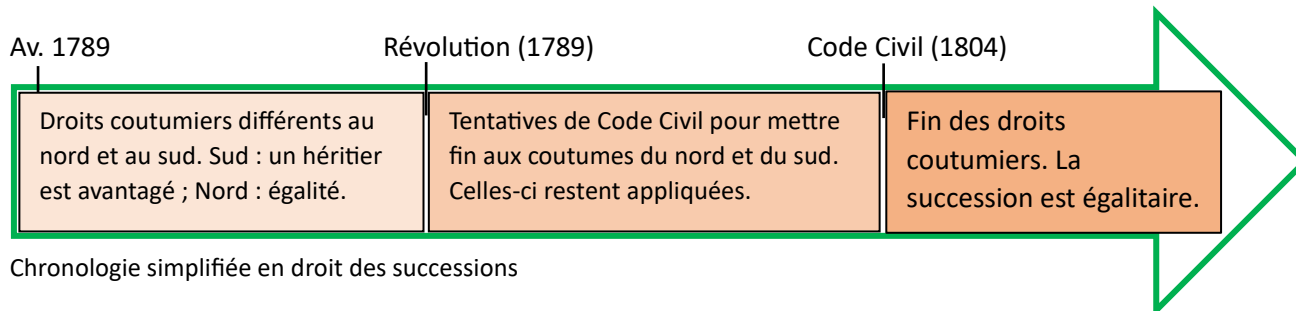 Av. 1789
Révolution (1789)
Code Civil (1804)
Droits coutumiers différents au
nord et au sud. Sud : un héritier
est avantagé ; Nord : égalité.
Tentatives de Code Civil pour mettre
fin aux coutumes du nord et du sud.
Celles-ci restent appliquées.
Fin des droits
coutumiers. La
succession est égalitaire.
Chronologie simplifiée en droit des successions